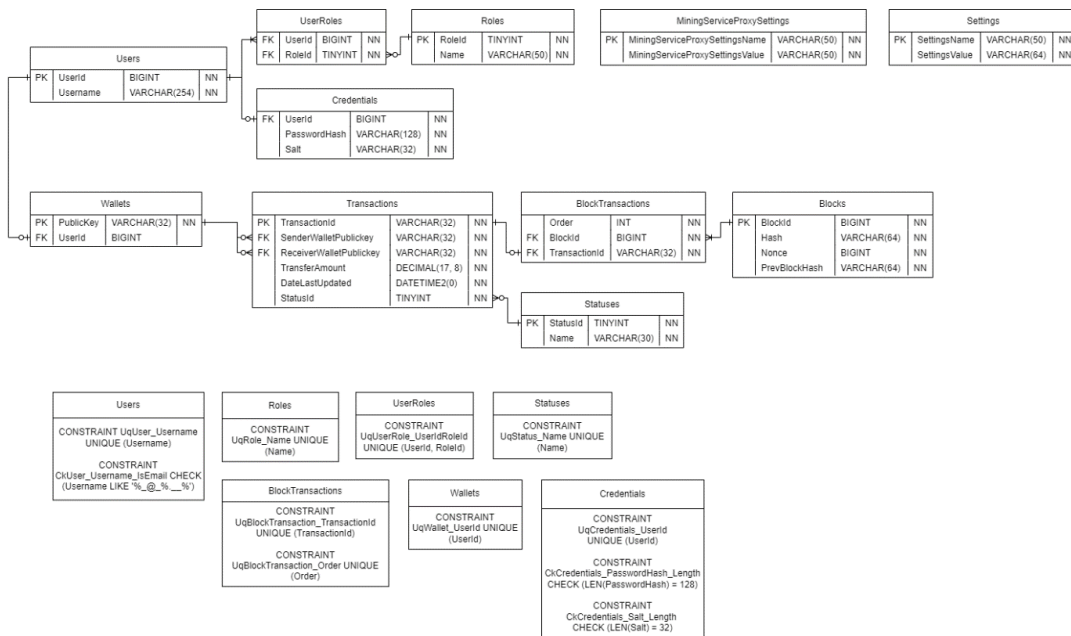 UserRoles
FK UserId BIGINT NN
FK RoleId TINYINT NN
Roles
PK RoleId TINYINT NN
Name VARCHAR(50) NN
MiningServiceProxySettings
PK MiningServiceProxySettingsName VARCHAR(50) NN
MiningServiceProxySettingsValue VARCHAR(50) NN
Settings
PK SettingsName VARCHAR(50) NN
SettingsValue VARCHAR(64) NN
Users
PK UserId BIGINT NN
Username VARCHAR(254) NN
Credentials
FK UserId BIGINT NN
PasswordHash VARCHAR(128) NN
Salt VARCHAR(32) NN
Wallets
PK PublicKey VARCHAR(32) NN
FK UserId BIGINT
Transactions
PK TransactionId VARCHAR(32) NN
FK SenderWalletPublickey VARCHAR(32) NN
FK ReceiverWalletPublickey VARCHAR(32) NN
TransferAmount DECIMAL(17, 8) NN
DateLastUpdated DATETIME2(0) NN
StatusId TINYINT NN
BlockTransactions
Order INT NN
FK BlockId BIGINT NN
FK TransactionId VARCHAR(32) NN
Blocks
PK BlockId BIGINT NN
Hash VARCHAR(64) NN
Nonce BIGINT NN
PrevBlockHash VARCHAR(64) NN
Statuses
PK StatusId TINYINT NN
Name VARCHAR(30) NN
Users
CONSTRAINT UqUser_Username
UNIQUE (Username)
CONSTRAINT
CkUser_Username_IsEmail CHECK
(Username LIKE '%_@_%.__%')
Roles
CONSTRAINT
UqRole_Name UNIQUE
(Name)
UserRoles
CONSTRAINT
UqUserRole_UserIdRoleId
UNIQUE (UserId, RoleId)
Statuses
CONSTRAINT
UqStatus_Name UNIQUE
(Name)
BlockTransactions
CONSTRAINT
UqBlockTransaction_TransactionId
UNIQUE (TransactionId)
CONSTRAINT
UqBlockTransaction_Order UNIQUE
(Order)
Wallets
CONSTRAINT
UqWallet_UserId UNIQUE
(UserId)
Credentials
CONSTRAINT
UqCredentials_UserId
UNIQUE (UserId)
CONSTRAINT
CkCredentials_PasswordHash_Length
CHECK (LEN(PasswordHash) = 128)
CONSTRAINT
CkCredentials_Salt_Length
CHECK (LEN(Salt) = 32)